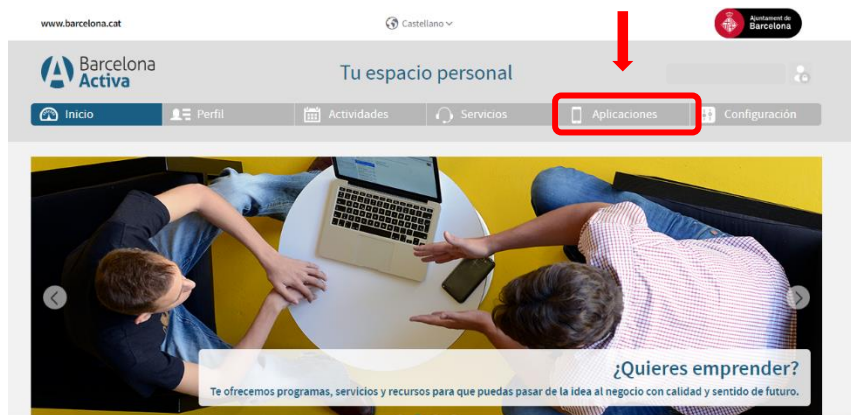 www.barcelona.cat
Castellano
Ajuntament de
Barcelona
Barcelona
Activa
Tu espacio personal
Inicio
Perfil
Actividades
Servicios
Aplicaciones
Configuración
¿Quieres emprender?
Te ofrecemos programas, servicios y recursos para que puedas pasar de la idea al negocio con calidad y sentido de futuro.